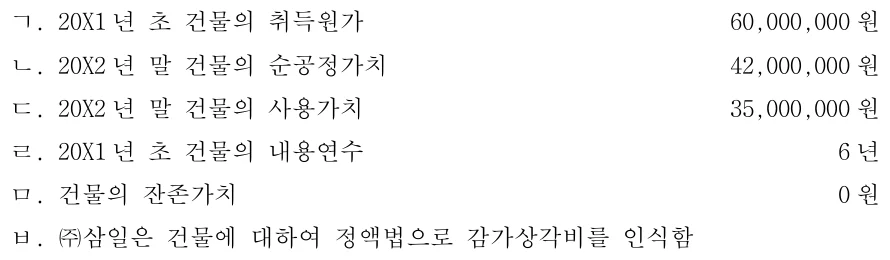 ㄱ. 20X1년 초 건물의 취득원가 60,000,000원
ㄴ. 20X2년 말 건물의 순공정가치 42,000,000원
ㄷ. 20X2년 말 건물의 사용가치 35,000,000원
ㄹ. 20X1년 초 건물의 내용연수 6년
ㅁ. 건물의 잔존가치 0원
ㅂ. ㈜삼일은 건물에 대하여 정액법으로 감가상각비를 인식함